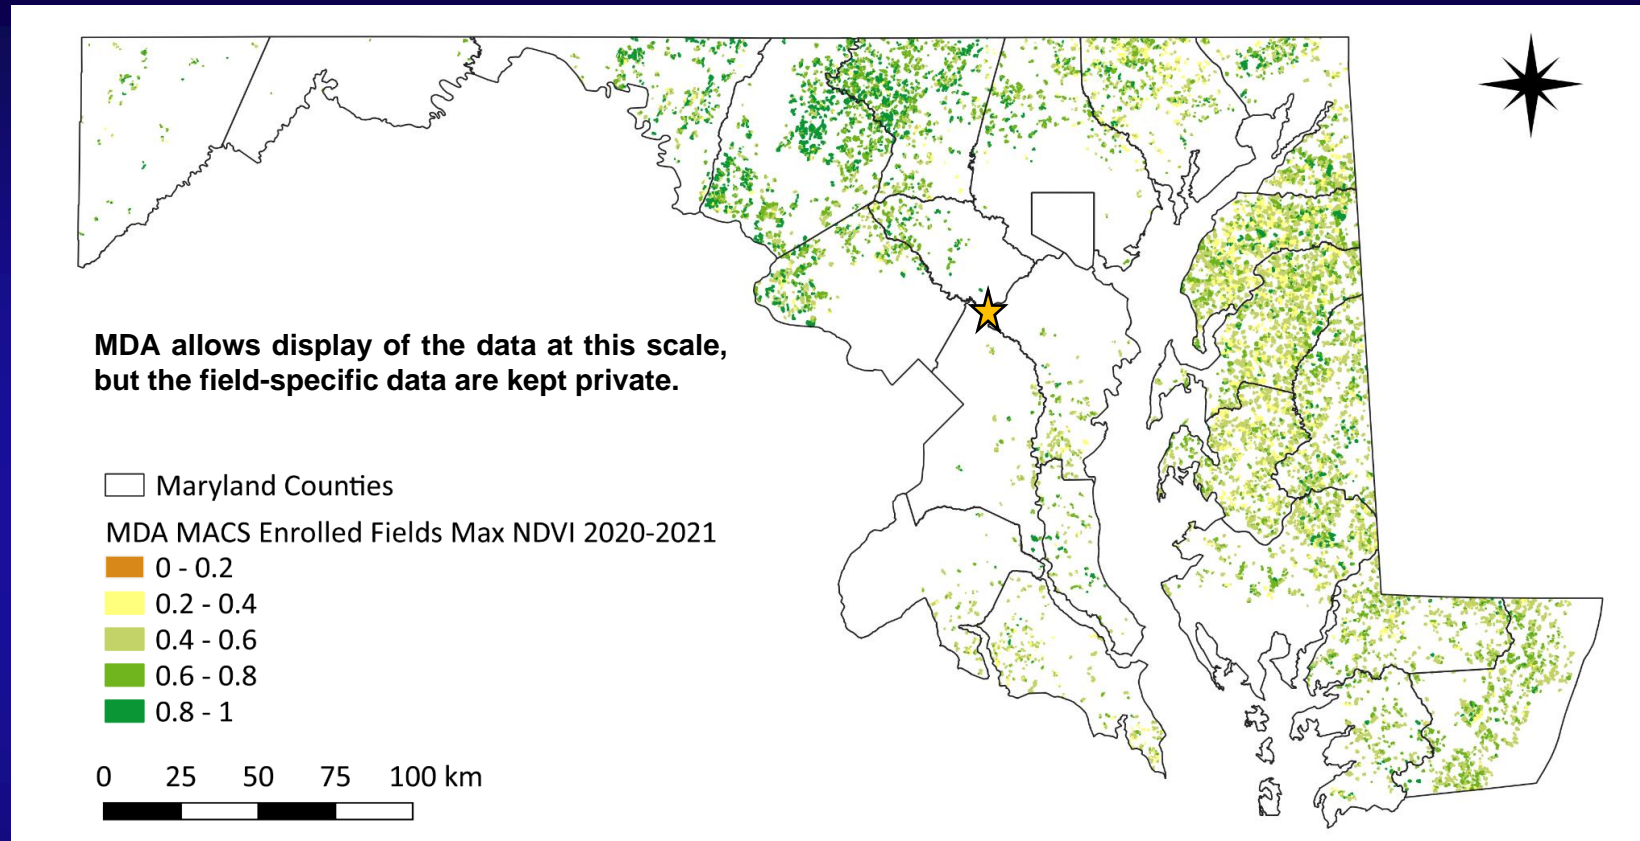 MDA allows display of the data at this scale,
but the field-specific data are kept private.
Maryland Counties
MDA MACS Enrolled Fields Max NDVI 2020-2021
0 - 0.2
0.2 - 0.4
0.4 - 0.6
0.6 - 0.8
0.8 - 1
0 25 50 75 100 km